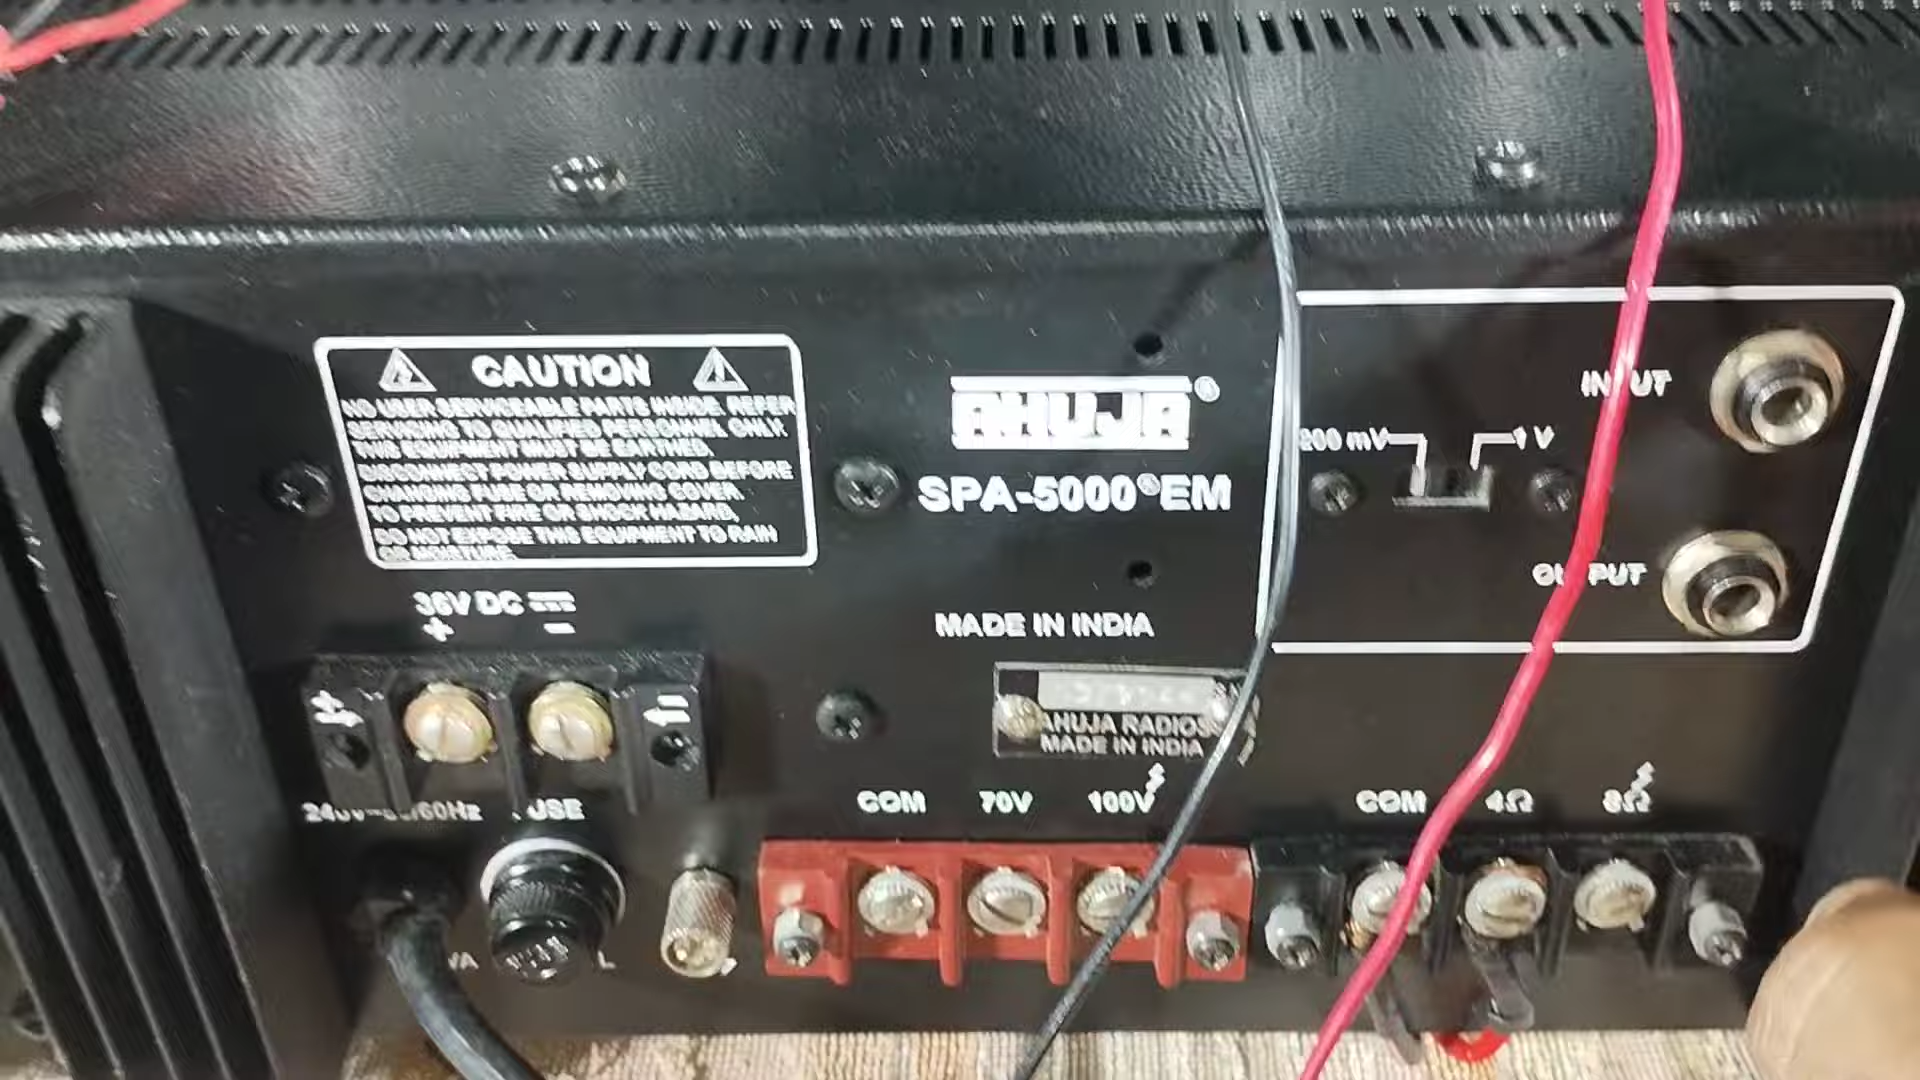 CAUTION
NO USER SERVICEABLE PARTS INSIDE. REFER
SERVICING TO QUALIFIED PERSONNEL ONLY.
THIS EQUIPMENT MUST BE EARTHED.
DISCONNECT POWER SUPPLY CORD BEFORE
CHANGING FUSE OR REMOVING COVER
TO PREVENT FIRE OR SHOCK HAZARD,
DO NOT EXPOSE THIS EQUIPMENT TO RAIN
OR MOISTURE.
AHUJA®
SPA-5000®EM
MADE IN INDIA
AHUJA RADIOS
MADE IN INDIA
200 mV 1 V
INPUT
OUTPUT
36V DC
+ −
COM 70V 100V
COM 4Ω 8Ω
FUSE